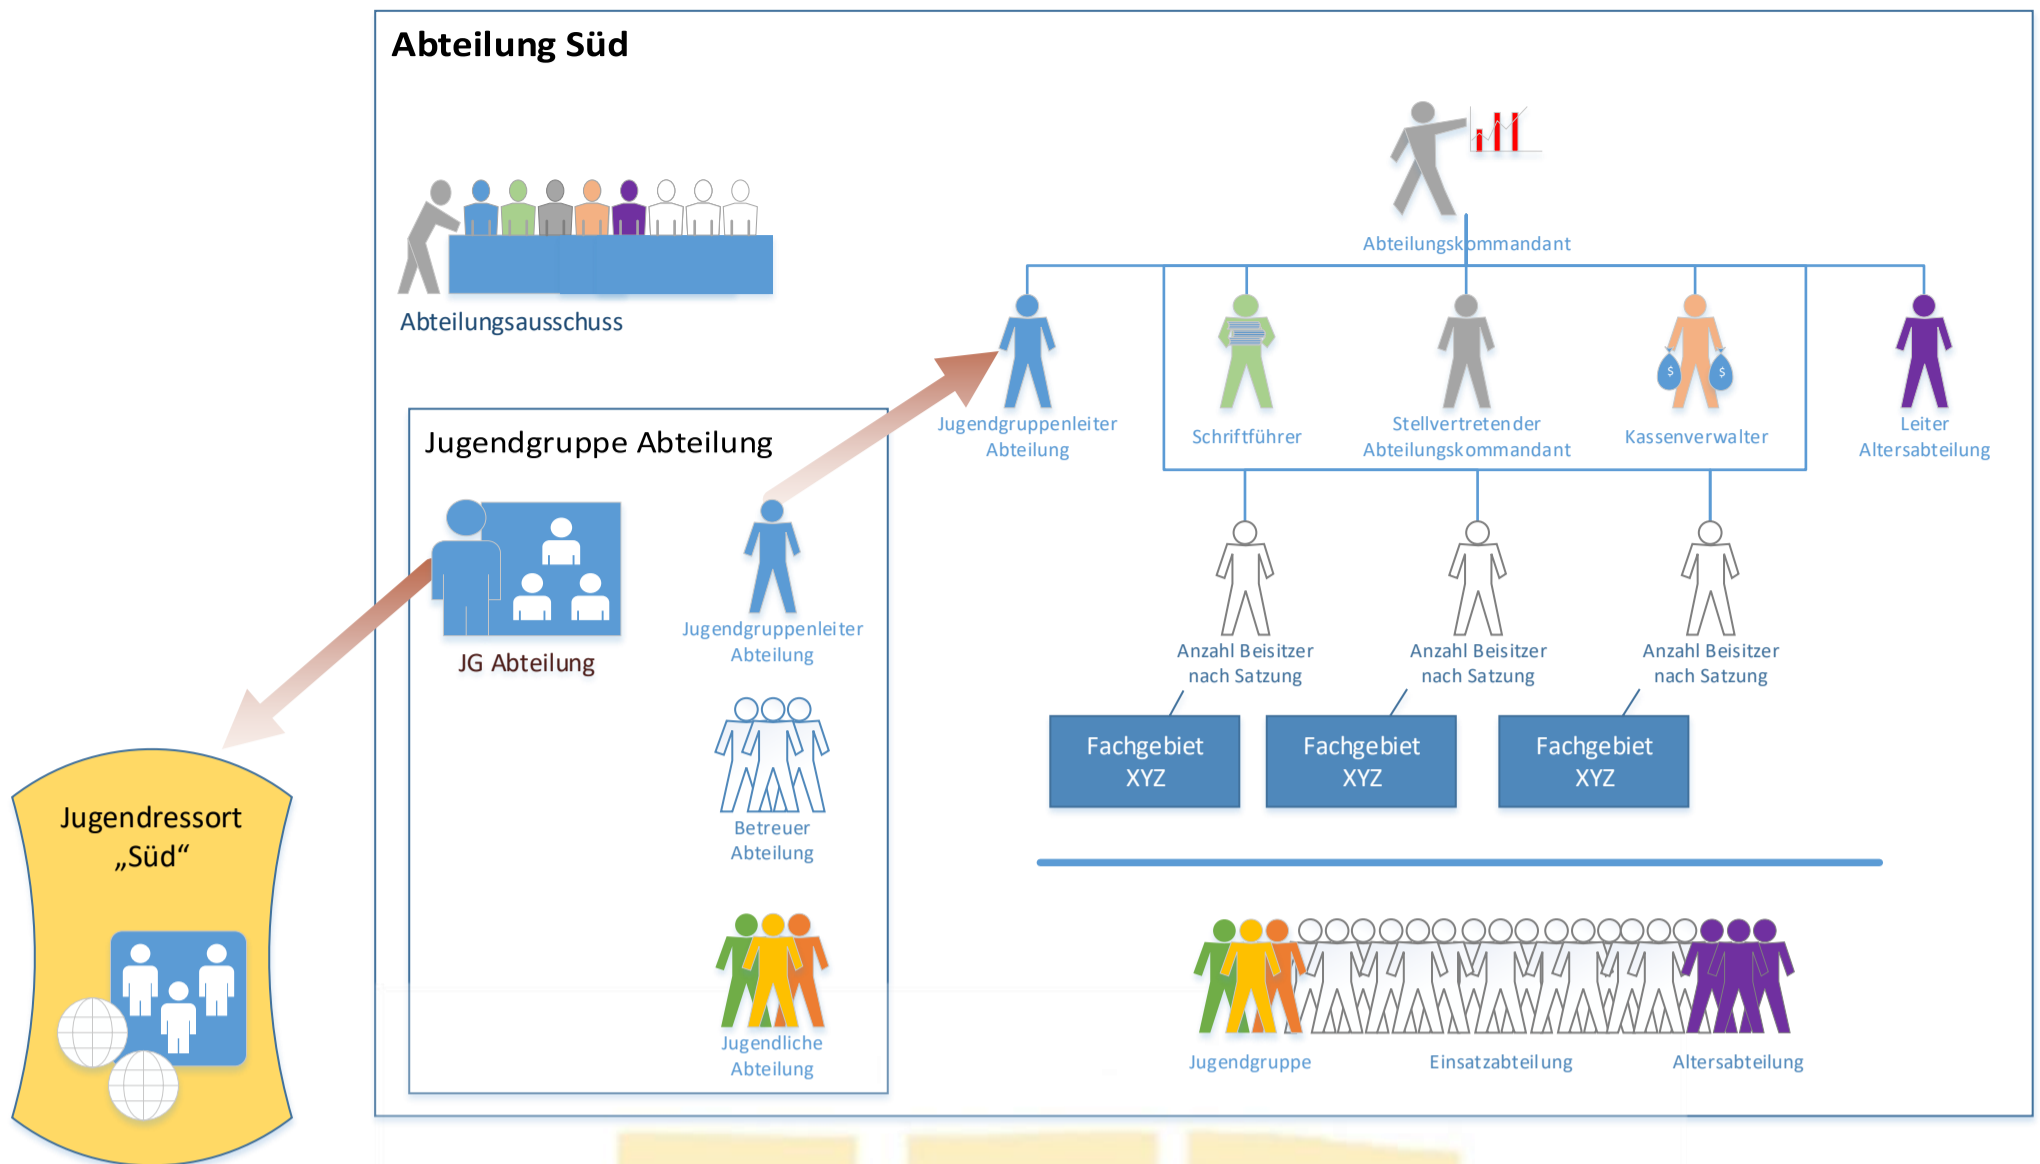 Abteilung Süd
Abteilungskommandant
Abteilungsausschuss
Jugendgruppenleiter
Abteilung
Schriftführer
Stellvertretender
Abteilungskommandant
Kassenverwalter
Leiter
Altersabteilung
$
$
Jugendgruppe Abteilung
JG Abteilung
Jugendgruppenleiter
Abteilung
Betreuer
Abteilung
Jugendliche
Abteilung
Anzahl Beisitzer
nach Satzung
Anzahl Beisitzer
nach Satzung
Anzahl Beisitzer
nach Satzung
Fachgebiet
XYZ
Fachgebiet
XYZ
Fachgebiet
XYZ
Jugendressort
„Süd“
Jugendgruppe
Einsatzabteilung
Altersabteilung